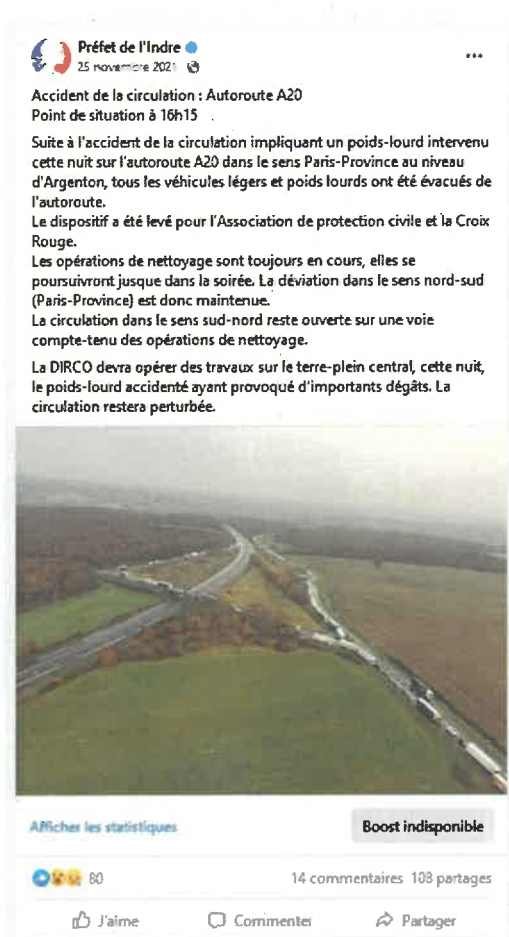 Préfet de l'Indre
25 novembre 2021
Accident de la circulation : Autoroute A20
Point de situation à 16h15
Suite à l'accident de la circulation impliquant un poids-lourd intervenu
cette nuit sur l'autoroute A20 dans le sens Paris-Province au niveau
d'Argenton, tous les véhicules légers et poids lourds ont été évacués de
l'autoroute.
Le dispositif a été levé pour l'Association de protection civile et la Croix
Rouge.
Les opérations de nettoyage sont toujours en cours, elles se
poursuivront jusque dans la soirée. La déviation dans le sens nord-sud
(Paris-Province) est donc maintenue.
La circulation dans le sens sud-nord reste ouverte sur une voie
compte-tenu des opérations de nettoyage.
La DIRCO devra opérer des travaux sur le terre-plein central, cette nuit,
le poids-lourd accidenté ayant provoqué d'importants dégâts. La
circulation restera perturbée.
Afficher les statistiques
Boost indisponible
80
14 commentaires 108 partages
J'aime
Commenter
Partager